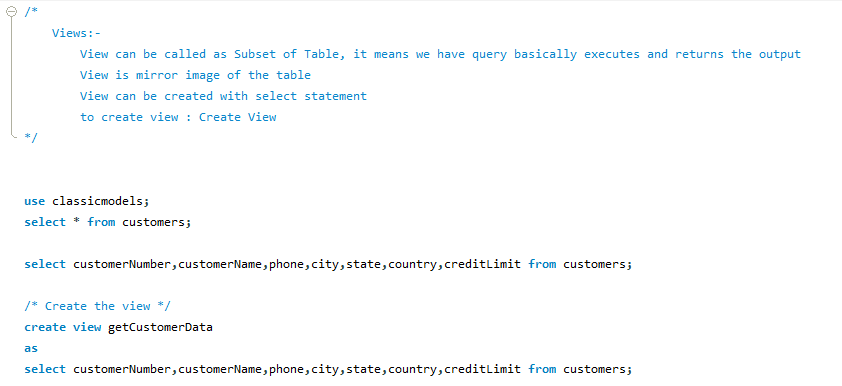 /*
Views:-
View can be called as Subset of Table, it means we have query basically executes and returns the output
View is mirror image of the table
View can be created with select statement
to create view : Create View
*/
use classicmodels;
select * from customers;
select customerNumber,customerName,phone,city,state,country,creditLimit from customers;
/* Create the view */
create view getCustomerData
as
select customerNumber,customerName,phone,city,state,country,creditLimit from customers;